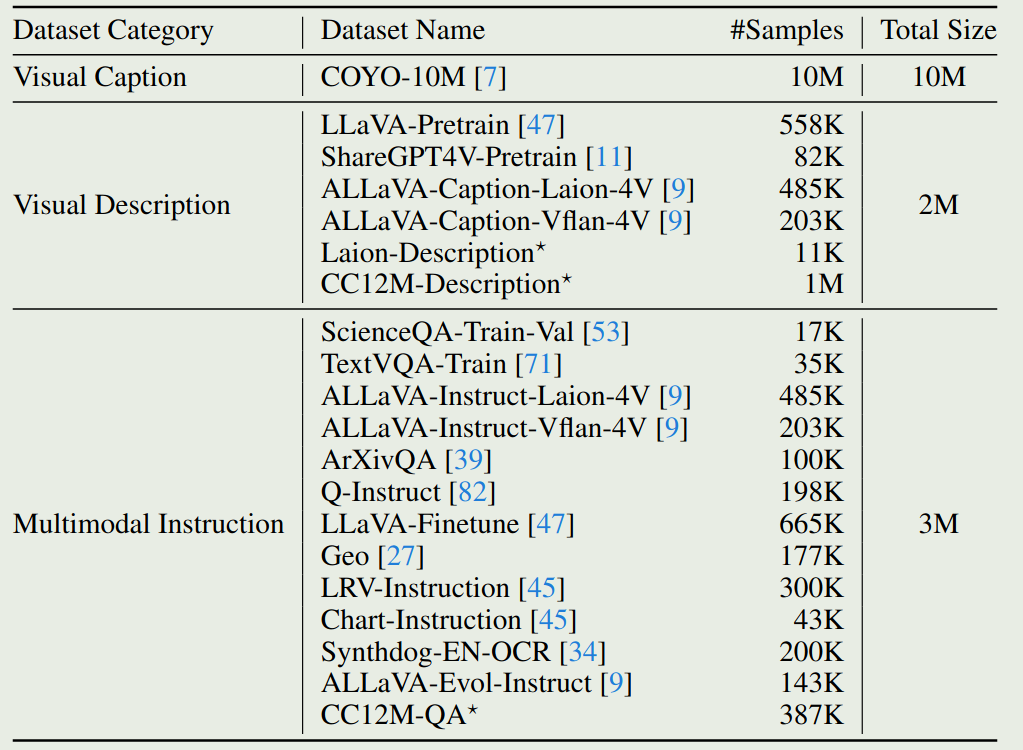 Dataset Category Dataset Name #Samples Total Size
Visual Caption COYO-10M [7] 10M 10M
LLaVA-Pretrain [47] 558K
ShareGPT4V-Pretrain [11] 82K
ALLaVA-Caption-Laion-4V [9] 485K
Visual Description 2M
ALLaVA-Caption-Vflan-4V [9] 203K
Laion-Description* 11K
CC12M-Description* 1M
ScienceQA-Train-Val [53] 17K
TextVQA-Train [71] 35K
ALLaVA-Instruct-Laion-4V [9] 485K
ALLaVA-Instruct-Vflan-4V [9] 203K
ArXivQA [39] 100K
Q-Instruct [82] 198K
Multimodal Instruction LLaVA-Finetune [47] 665K 3M
Geo [27] 177K
LRV-Instruction [45] 300K
Chart-Instruction [45] 43K
Synthdog-EN-OCR [34] 200K
ALLaVA-Evol-Instruct [9] 143K
CC12M-QA* 387K